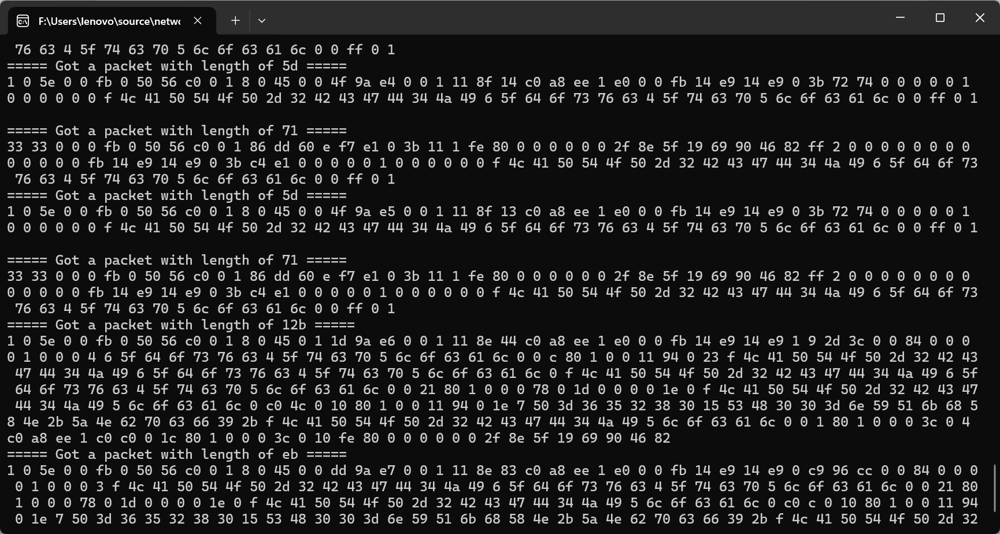 F:\Users\lenovo\source\netwo
76 63 4 5f 74 63 70 5 6c 6f 63 61 6c 0 0 ff 0 1
===== Got a packet with length of 5d =====
1 0 5e 0 0 fb 0 50 56 c0 0 1 8 0 45 0 0 4f 9a e4 0 0 1 11 8f 14 c0 a8 ee 1 e0 0 0 fb 14 e9 14 e9 0 3b 72 74 0 0 0 0 0 1
0 0 0 0 0 0 f 4c 41 50 54 4f 50 2d 32 42 43 47 44 34 4a 49 6 5f 64 6f 73 76 63 4 5f 74 63 70 5 6c 6f 63 61 6c 0 0 ff 0 1
===== Got a packet with length of 71 =====
33 33 0 0 0 fb 0 50 56 c0 0 1 86 dd 60 e f7 e1 0 3b 11 1 fe 80 0 0 0 0 0 0 2f 8e 5f 19 69 90 46 82 ff 2 0 0 0 0 0 0 0 0
0 0 0 0 0 fb 14 e9 14 e9 0 3b c4 e1 0 0 0 0 0 1 0 0 0 0 0 0 f 4c 41 50 54 4f 50 2d 32 42 43 47 44 34 4a 49 6 5f 64 6f 73
76 63 4 5f 74 63 70 5 6c 6f 63 61 6c 0 0 ff 0 1
===== Got a packet with length of 5d =====
1 0 5e 0 0 fb 0 50 56 c0 0 1 8 0 45 0 0 4f 9a e5 0 0 1 11 8f 13 c0 a8 ee 1 e0 0 0 fb 14 e9 14 e9 0 3b 72 74 0 0 0 0 0 1
0 0 0 0 0 0 f 4c 41 50 54 4f 50 2d 32 42 43 47 44 34 4a 49 6 5f 64 6f 73 76 63 4 5f 74 63 70 5 6c 6f 63 61 6c 0 0 ff 0 1
===== Got a packet with length of 71 =====
33 33 0 0 0 fb 0 50 56 c0 0 1 86 dd 60 e f7 e1 0 3b 11 1 fe 80 0 0 0 0 0 0 2f 8e 5f 19 69 90 46 82 ff 2 0 0 0 0 0 0 0 0
0 0 0 0 0 fb 14 e9 14 e9 0 3b c4 e1 0 0 0 0 0 1 0 0 0 0 0 0 f 4c 41 50 54 4f 50 2d 32 42 43 47 44 34 4a 49 6 5f 64 6f 73
76 63 4 5f 74 63 70 5 6c 6f 63 61 6c 0 0 ff 0 1
===== Got a packet with length of 12b =====
1 0 5e 0 0 fb 0 50 56 c0 0 1 8 0 45 0 1 1d 9a e6 0 0 1 11 8e 44 c0 a8 ee 1 e0 0 0 fb 14 e9 14 e9 1 9 2d 3c 0 0 84 0 0 0
0 1 0 0 0 4 6 5f 64 6f 73 76 63 4 5f 74 63 70 5 6c 6f 63 61 6c 0 0 c 80 1 0 0 11 94 0 23 f 4c 41 50 54 4f 50 2d 32 42 43
47 44 34 4a 49 6 5f 64 6f 73 76 63 4 5f 74 63 70 5 6c 6f 63 61 6c 0 f 4c 41 50 54 4f 50 2d 32 42 43 47 44 34 4a 49 6 5f
64 6f 73 76 63 4 5f 74 63 70 5 6c 6f 63 61 6c 0 0 21 80 1 0 0 0 78 0 1d 0 0 0 0 1e 0 f 4c 41 50 54 4f 50 2d 32 42 43 47
44 34 4a 49 5 6c 6f 63 61 6c 0 c0 4c 0 10 80 1 0 0 11 94 0 1e 7 50 3d 36 35 32 38 30 15 53 48 30 30 3d 6e 59 51 6b 68 5
8 4e 2b 5a 4e 62 70 63 66 39 2b f 4c 41 50 54 4f 50 2d 32 42 43 47 44 34 4a 49 5 6c 6f 63 61 6c 0 0 1 80 1 0 0 0 3c 0 4
c0 a8 ee 1 c0 c0 0 1c 80 1 0 0 0 3c 0 10 fe 80 0 0 0 0 0 0 2f 8e 5f 19 69 90 46 82
===== Got a packet with length of eb =====
1 0 5e 0 0 fb 0 50 56 c0 0 1 8 0 45 0 0 dd 9a e7 0 0 1 11 8e 83 c0 a8 ee 1 e0 0 0 fb 14 e9 14 e9 0 c9 96 cc 0 0 84 0 0 0
0 1 0 0 0 3 f 4c 41 50 54 4f 50 2d 32 42 43 47 44 34 4a 49 6 5f 64 6f 73 76 63 4 5f 74 63 70 5 6c 6f 63 61 6c 0 0 21 80
1 0 0 0 78 0 1d 0 0 0 0 1e 0 f 4c 41 50 54 4f 50 2d 32 42 43 47 44 34 4a 49 5 6c 6f 63 61 6c 0 c0 c 0 10 80 1 0 0 11 94
0 1e 7 50 3d 36 35 32 38 30 15 53 48 30 30 3d 6e 59 51 6b 68 58 4e 2b 5a 4e 62 70 63 66 39 2b f 4c 41 50 54 4f 50 2d 32